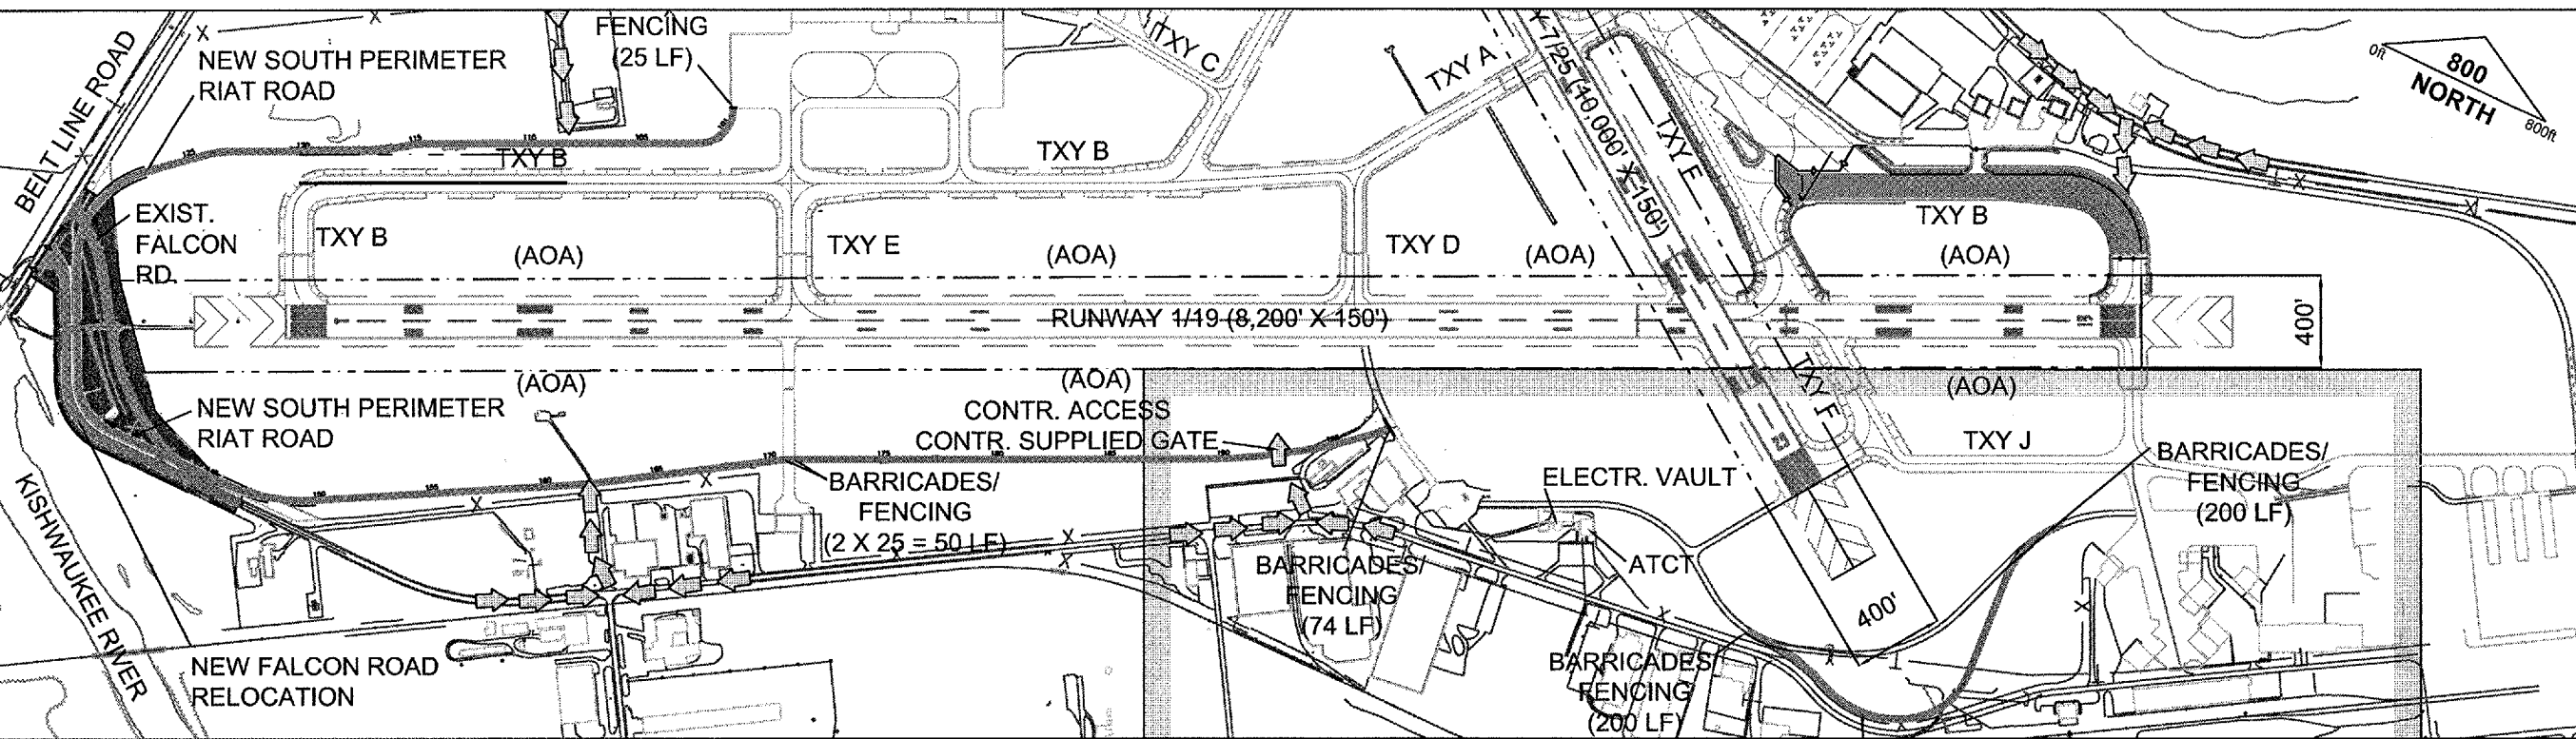 FENCING
(25 LF)
TXY C
Y 7/25 (10,000' X 150')
TXY A
0ft
800
NORTH
800ft
BELT LINE ROAD
NEW SOUTH PERIMETER
RIAT ROAD
TXY B
TXY B
TXY E
EXIST.
FALCON
RD.
TXY B
(AOA)
TXY E
(AOA)
TXY D
(AOA)
TXY B
(AOA)
RUNWAY 1/19 (8,200' X 150')
400'
(AOA)
(AOA)
TXY F
(AOA)
NEW SOUTH PERIMETER
RIAT ROAD
CONTR. ACCESS
CONTR. SUPPLIED GATE
TXY J
BARRICADES/
FENCING
(2 X 25 = 50 LF)
ELECTR. VAULT
BARRICADES/
FENCING
(200 LF)
KISHWAUKEE RIVER
BARRICADES/
FENCING
(74 LF)
ATCT
400'
NEW FALCON ROAD
RELOCATION
BARRICADES
FENCING
(200 LF)